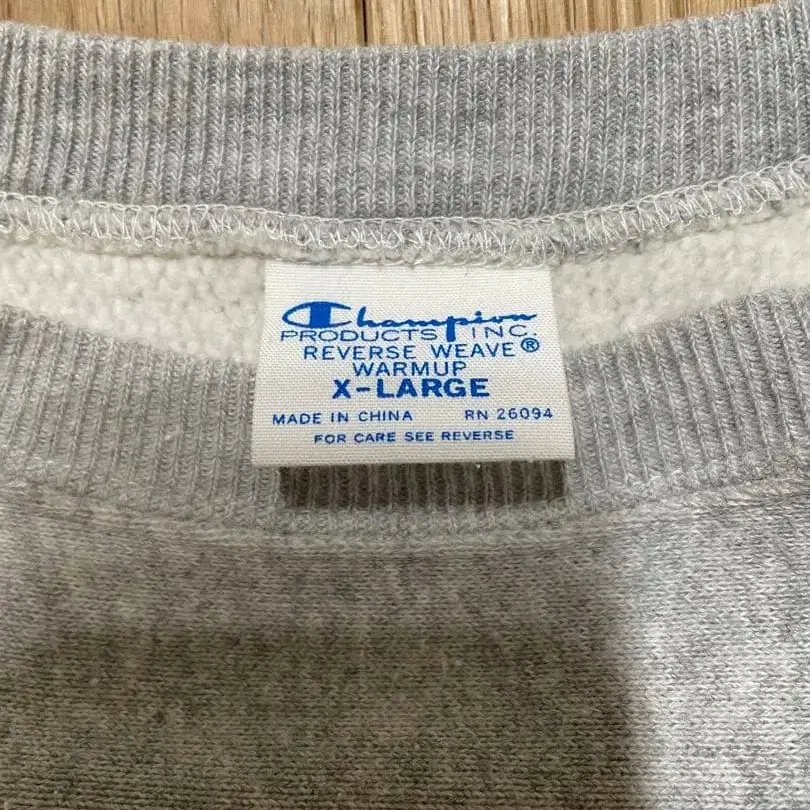 Champion
PRODUCTS INC.
REVERSE WEAVE®
WARMUP
X-LARGE
MADE IN CHINA RN 26094
FOR CARE SEE REVERSE